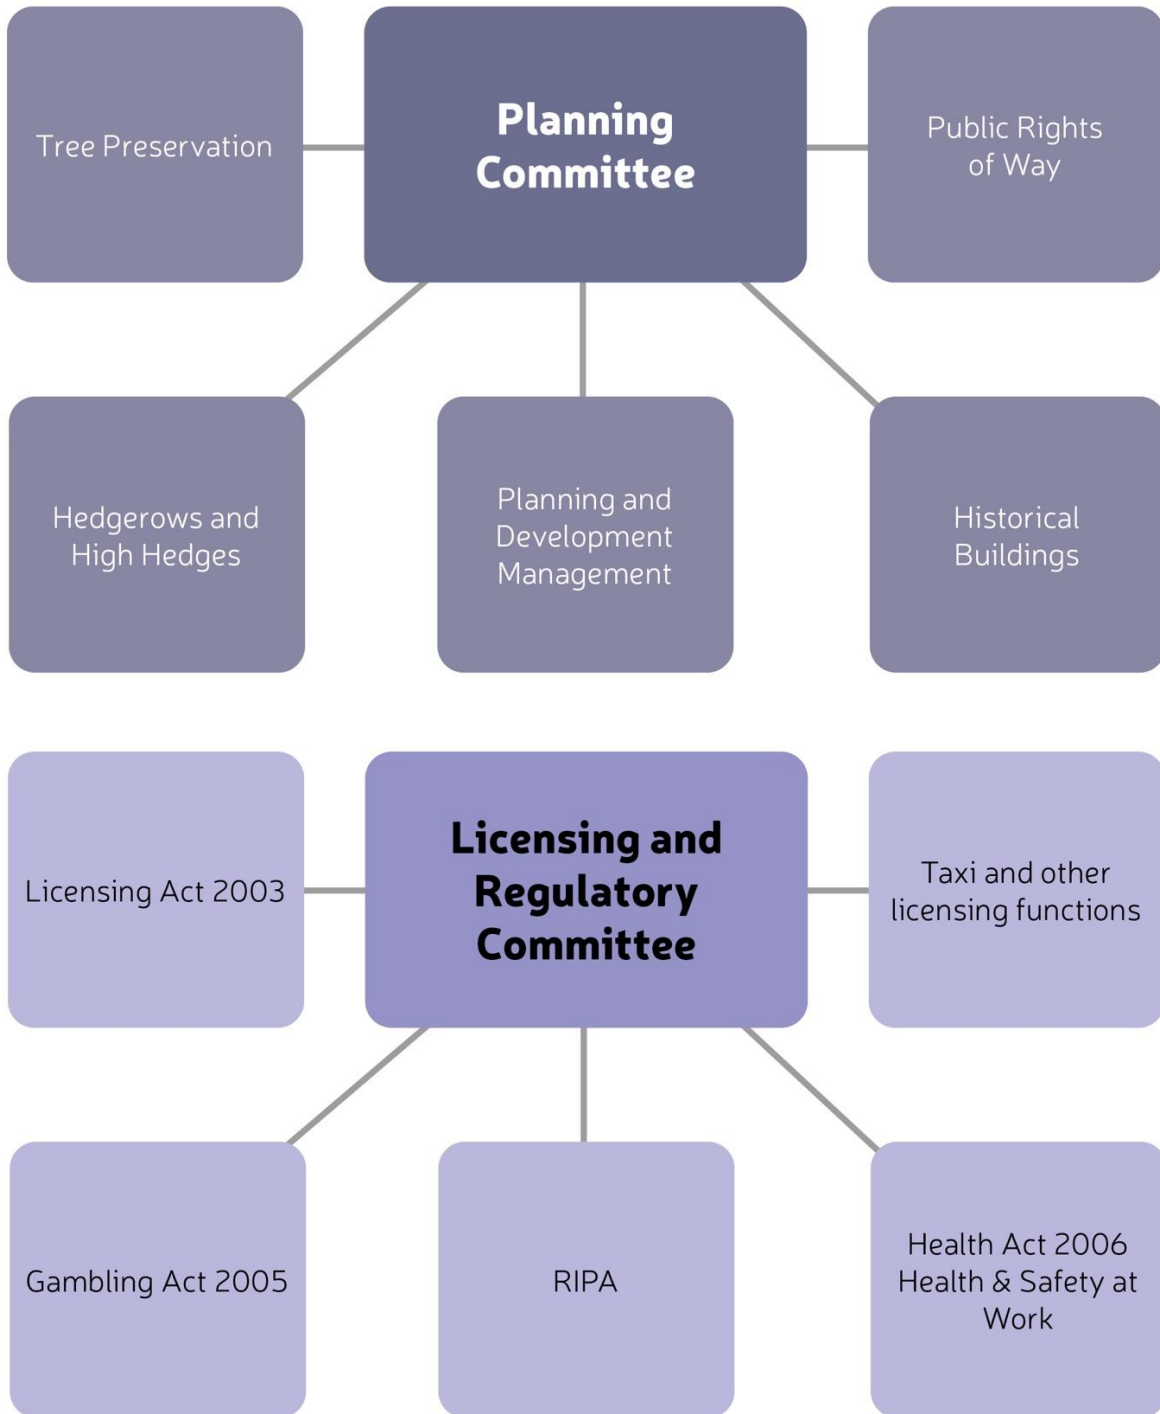 Tree Preservation
Planning
Committee
Public Rights
of Way
Hedgerows and
High Hedges
Planning and
Development
Management
Historical
Buildings
Licensing Act 2003
Licensing and
Regulatory
Committee
Taxi and other
licensing functions
Gambling Act 2005
RIPA
Health Act 2006
Health & Safety at
Work